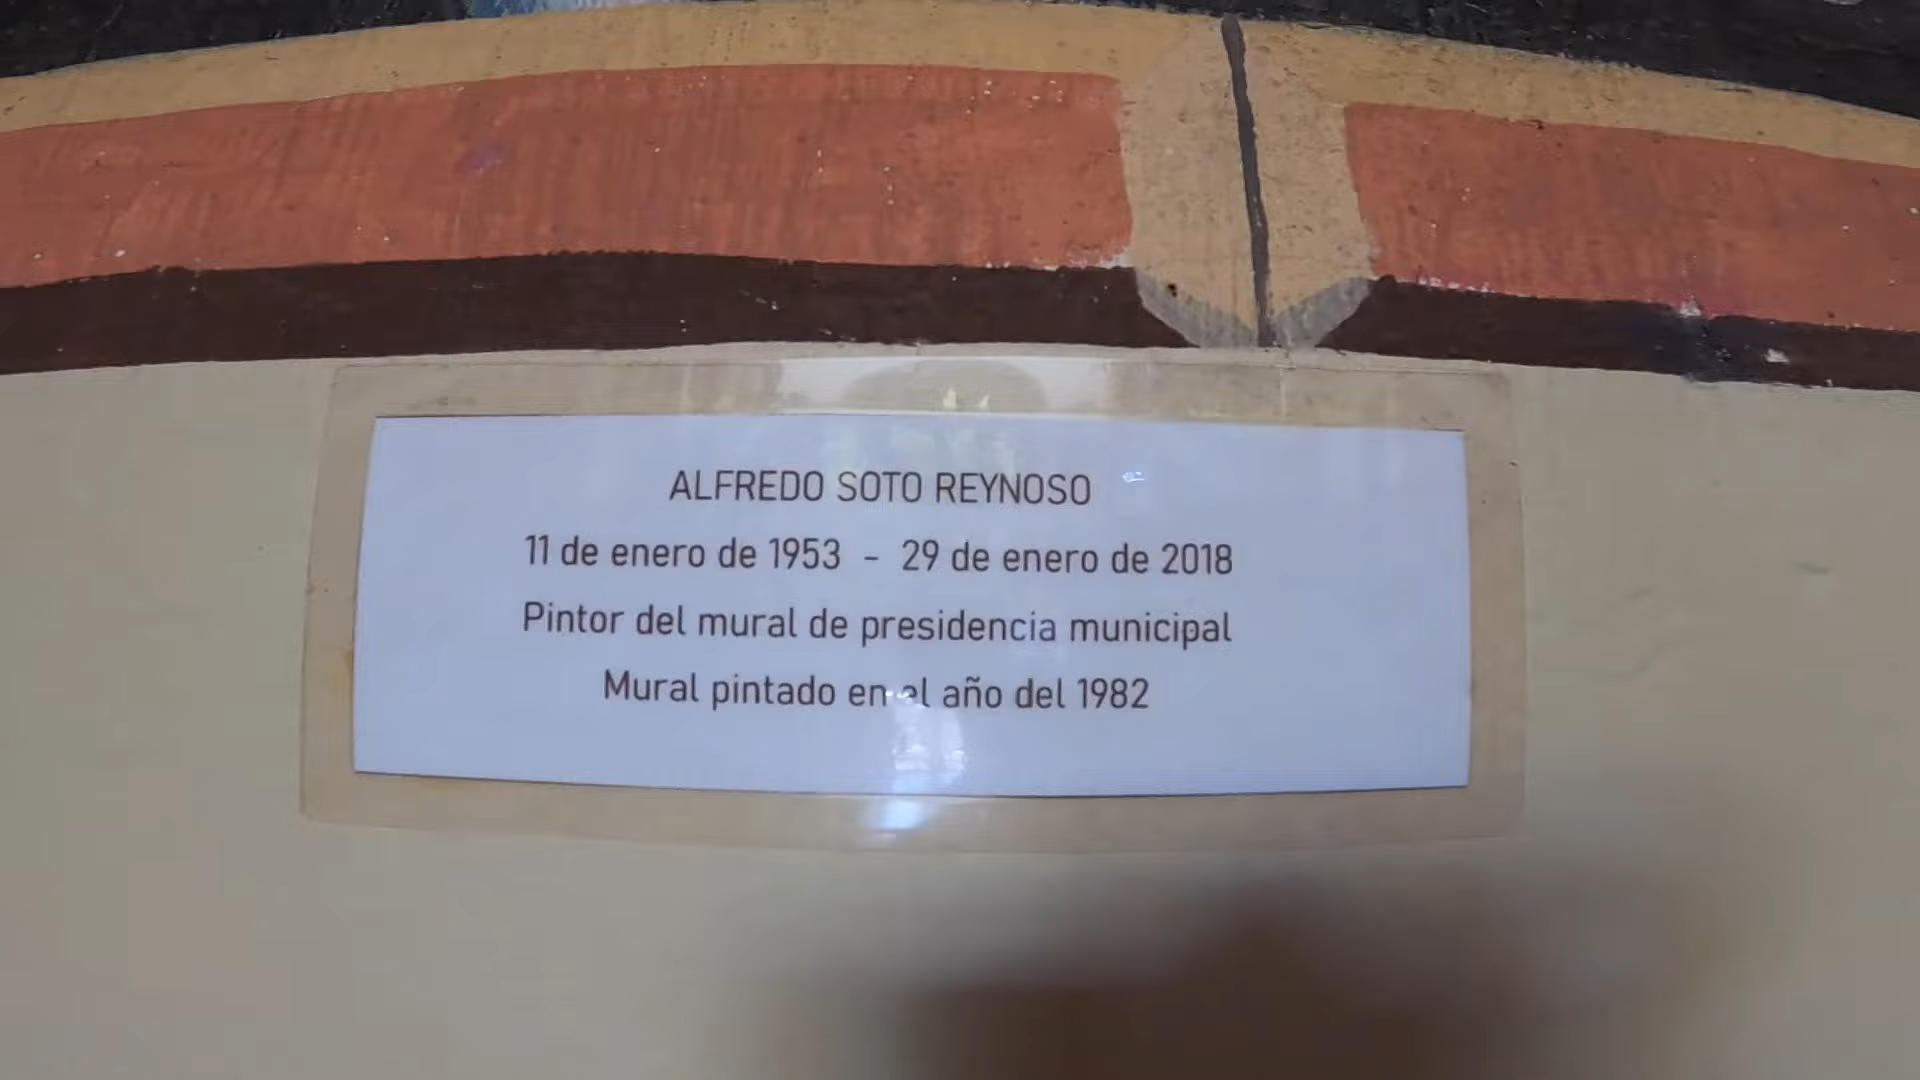 ALFREDO SOTO REYNOSO
11 de enero de 1953 - 29 de enero de 2018
Pintor del mural de presidencia municipal
Mural pintado en el año del 1982